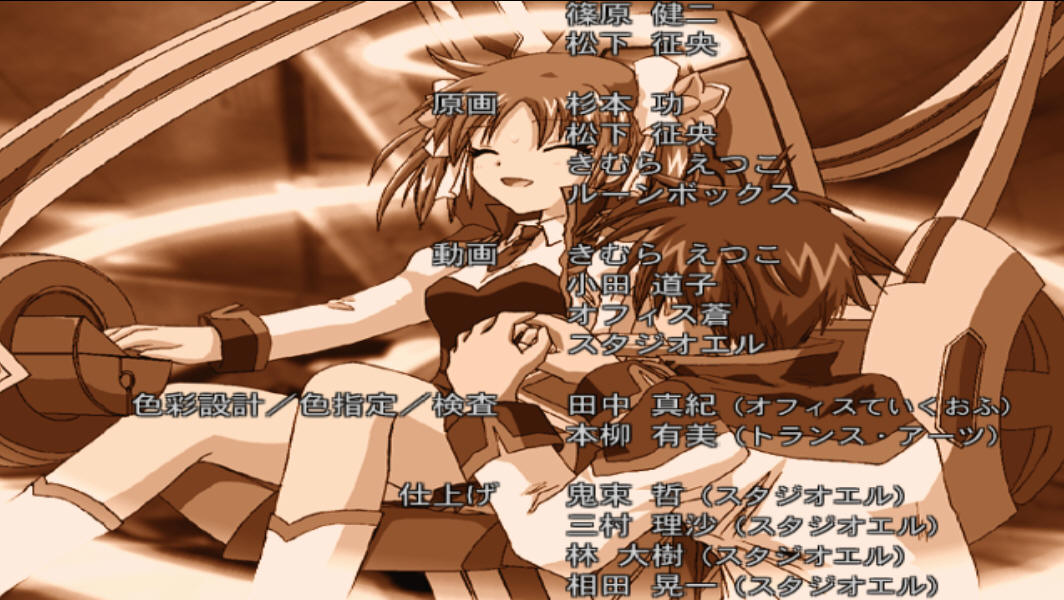 篠原 健二
松下 征央
原画 杉本 功
松下 征央
きむら えつこ
ルーンボックス
動画 きむら えつこ
小田 道子
オフィス蒼
スタジオエル
色彩設計／色指定／検査 田中 真紀 (オフィスていくおふ)
本柳 有美 (トランス・アーツ)
仕上げ 鬼束 哲 (スタジオエル)
三村 理沙 (スタジオエル)
林 大樹 (スタジオエル)
相田 晃一 (スタジオエル)